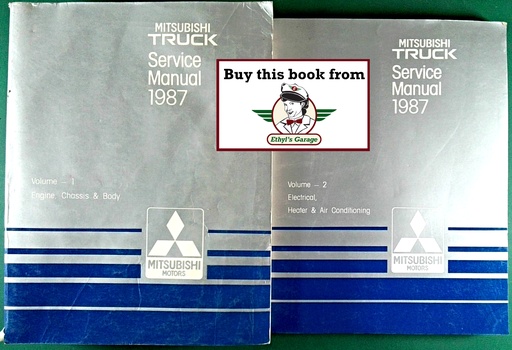 MITSUBISHI
TRUCK
Service
Manual
1987
Volume – 1
Engine, Chassis & Body
MITSUBISHI
MOTORS
Buy this book from
Ethyl's Garage
MITSUBISHI
TRUCK
Service
Manual
1987
Volume – 2
Electrical,
Heater & Air Conditioning
MITSUBISHI
MOTORS